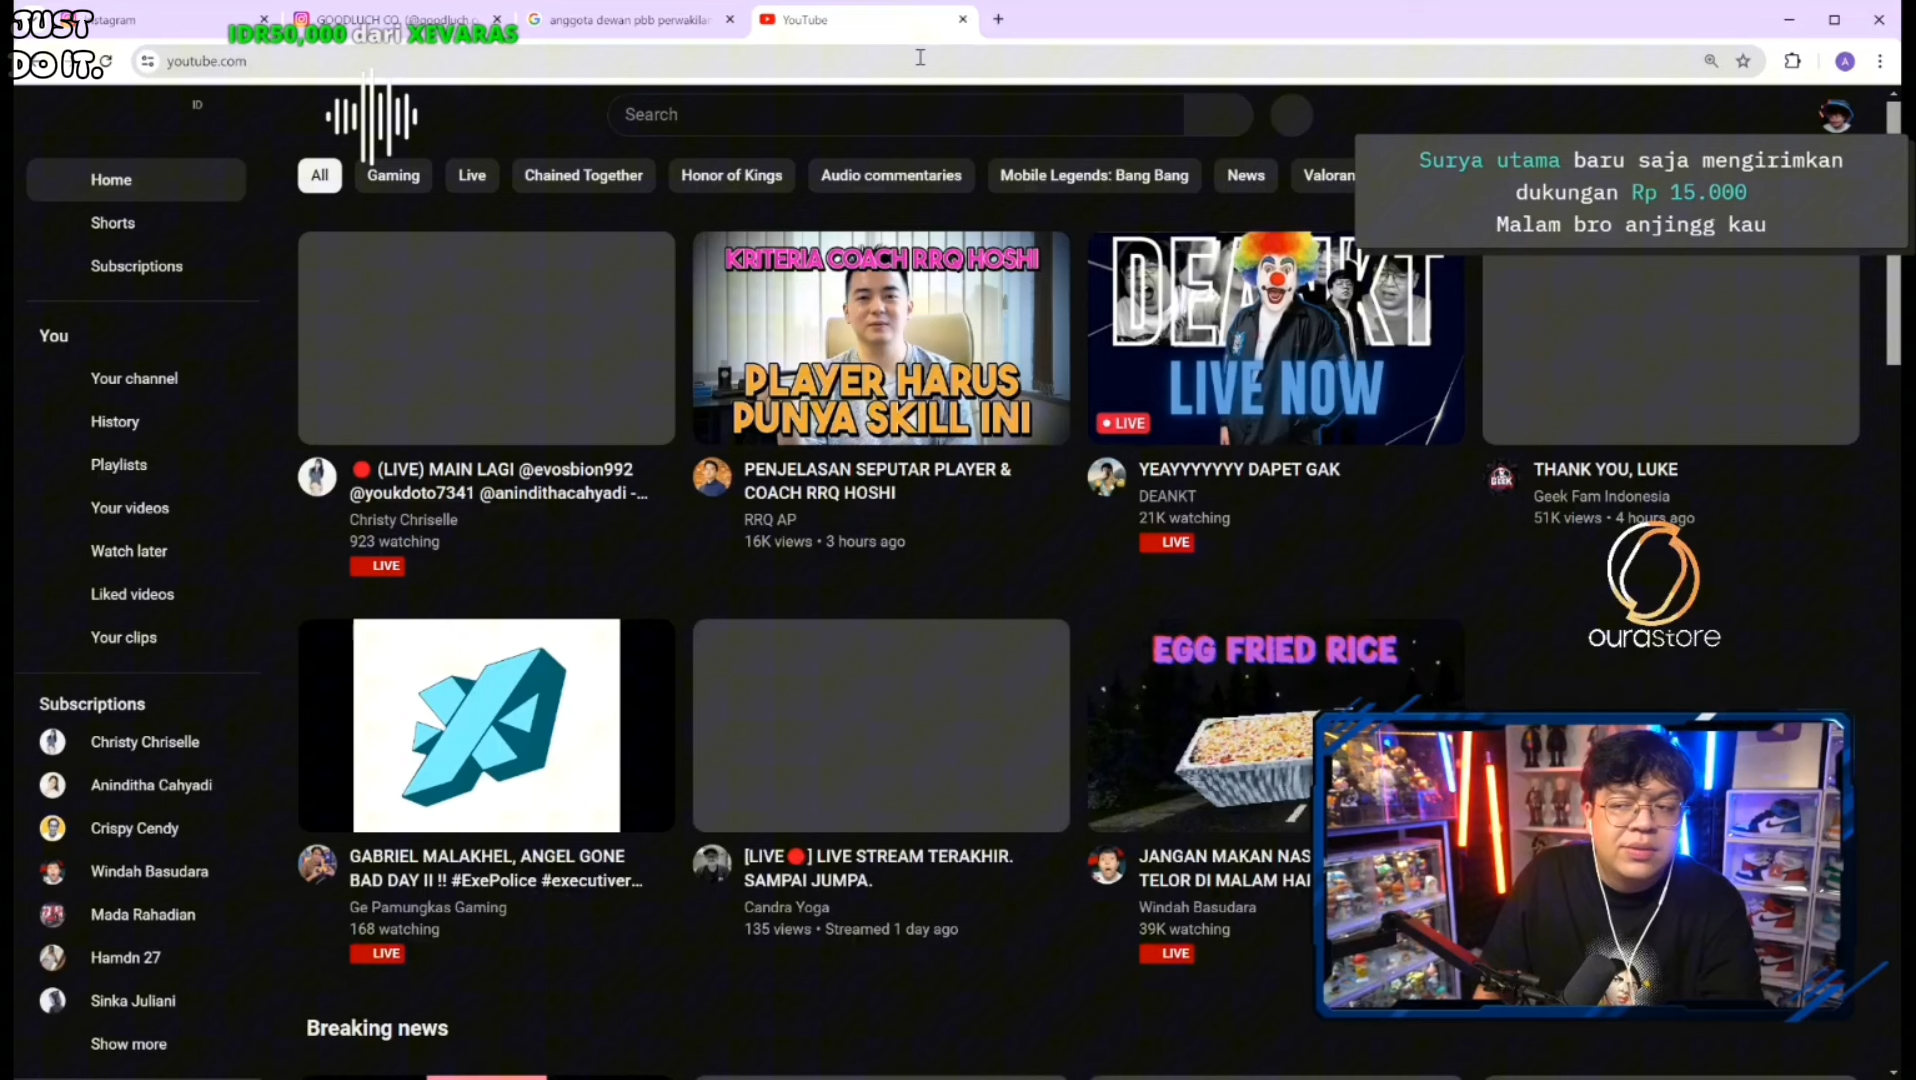 JUST
DO IT.
Instagram
GOODLUCH CO. (@goodluch.c
anggota dewan pbb perwakilan
YouTube
IDR50,000 dari XEVARAS
youtube.com
A
ID
Search
Surya utama baru saja mengirimkan
dukungan Rp 15.000
Malam bro anjingg kau
All
Gaming
Live
Chained Together
Honor of Kings
Audio commentaries
Mobile Legends: Bang Bang
News
Valoran
Home
Shorts
Subscriptions
You
Your channel
History
Playlists
Your videos
Watch later
Liked videos
Your clips
Subscriptions
Christy Chriselle
Aninditha Cahyadi
Crispy Cendy
Windah Basudara
Mada Rahadian
Hamdn 27
Sinka Juliani
Show more
KRITERIA COACH RRQ HOSHI
PLAYER HARUS
PUNYA SKILL INI
DEANKT
LIVE NOW
LIVE
(LIVE) MAIN LAGI @evosbion992
@youkdoto7341 @anindithacahyadi -...
Christy Chriselle
923 watching
LIVE
PENJELASAN SEPUTAR PLAYER &
COACH RRQ HOSHI
RRQ AP
16K views • 3 hours ago
YEAYYYYYYY DAPET GAK
DEANKT
21K watching
LIVE
GEEK
THANK YOU, LUKE
Geek Fam Indonesia
51K views • 4 hours ago
ourastore
EGG FRIED RICE
GABRIEL MALAKHEL, ANGEL GONE
BAD DAY II !! #ExePolice #executiver...
Ge Pamungkas Gaming
168 watching
LIVE
[LIVE🔴] LIVE STREAM TERAKHIR.
SAMPAI JUMPA.
Candra Yoga
135 views • Streamed 1 day ago
JANGAN MAKAN NAS
TELOR DI MALAM HAI
Windah Basudara
39K watching
LIVE
Breaking news